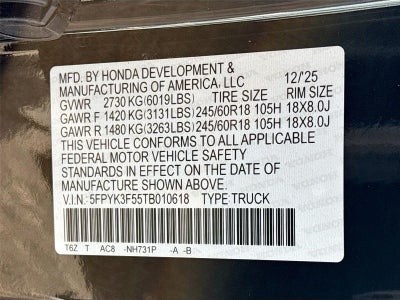 MFD. BY HONDA DEVELOPMENT &
MANUFACTURING OF AMERICA, LLC 12/'25
GVWR 2730 KG (6019LBS) TIRE SIZE RIM SIZE
GAWR F 1420 KG (3131LBS) 245/60R18 105H 18X8.0J
GAWR R 1480 KG (3263LBS) 245/60R18 105H 18X8.0J
THIS VEHICLE CONFORMS TO ALL APPLICABLE
FEDERAL MOTOR VEHICLE SAFETY
STANDARDS IN EFFECT ON THE DATE OF
MANUFACTURE SHOWN ABOVE.
V.I.N.: 5FPYK3F55TB010618 TYPE:TRUCK
T6Z T AC8 -NH731P -A -B